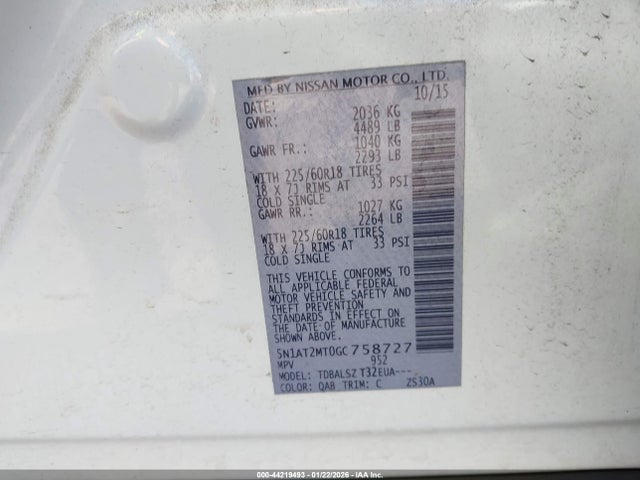 MFD BY NISSAN MOTOR CO., LTD.
DATE: 10/15
GVWR: 2036 KG
4489 LB
GAWR FR.: 1040 KG
2293 LB
WITH 225/60R18 TIRES
18 X 7J RIMS AT 33 PSI
COLD SINGLE
GAWR RR.: 1027 KG
2264 LB
WITH 225/60R18 TIRES
18 X 7J RIMS AT 33 PSI
COLD SINGLE
THIS VEHICLE CONFORMS TO
ALL APPLICABLE FEDERAL
MOTOR VEHICLE SAFETY AND
THEFT PREVENTION
STANDARDS IN EFFECT ON
THE DATE OF MANUFACTURE
SHOWN ABOVE.
5N1AT2MT0GC758727
MPV 952
MODEL: TDBALSZ T32EUA---
COLOR: QAB TRIM: C ZS30A
000-44219493 - 01/22/2026 - IAA Inc.